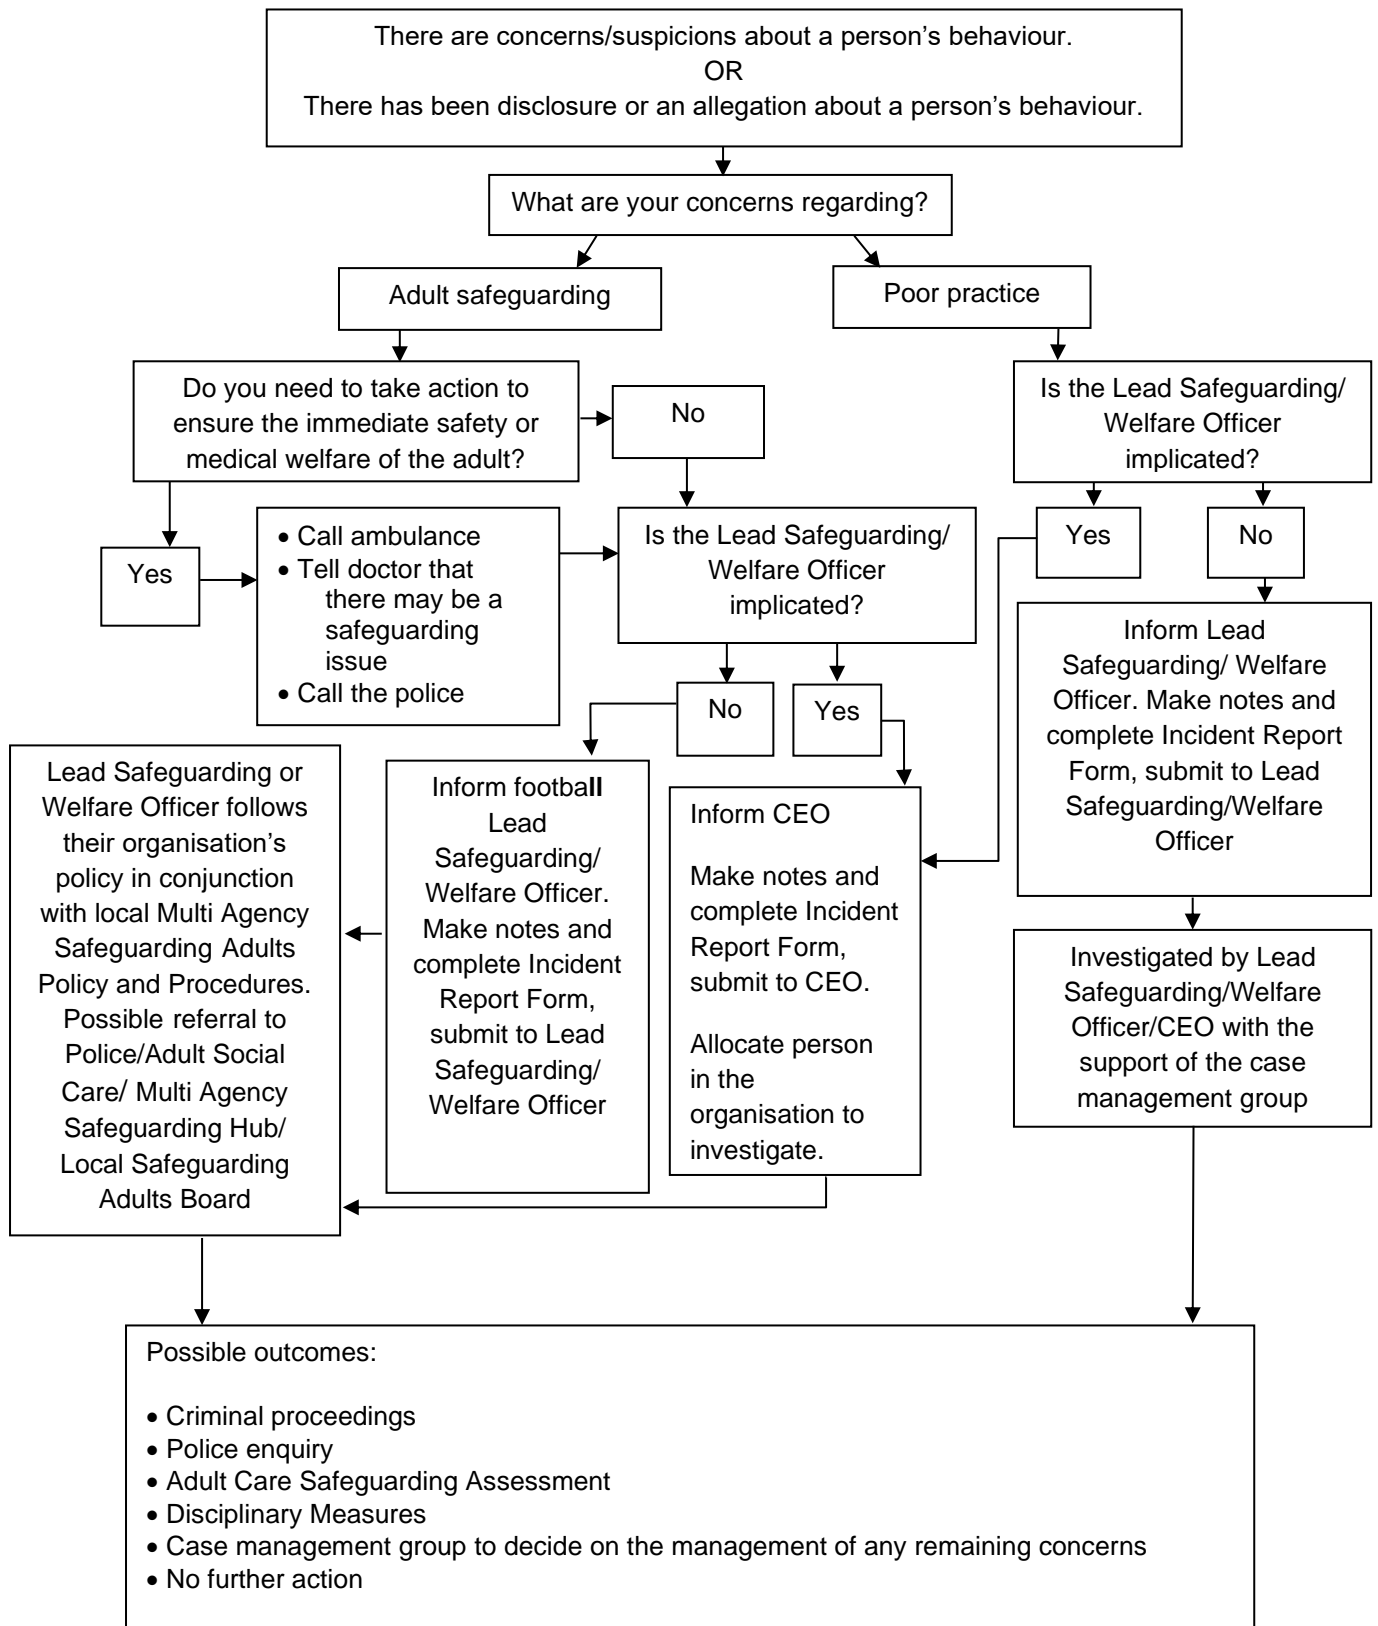 There are concerns/suspicions about a person’s behaviour.
OR
There has been disclosure or an allegation about a person’s behaviour.
What are your concerns regarding?
Adult safeguarding
Poor practice
Do you need to take action to
ensure the immediate safety or
medical welfare of the adult?
No
Is the Lead Safeguarding/
Welfare Officer
implicated?
Yes
• Call ambulance
• Tell doctor that
there may be a
safeguarding
issue
• Call the police
Is the Lead Safeguarding/
Welfare Officer
implicated?
Yes
No
No
Yes
Inform Lead
Safeguarding/ Welfare
Officer. Make notes and
complete Incident Report
Form, submit to Lead
Safeguarding/Welfare
Officer
Lead Safeguarding or
Welfare Officer follows
their organisation’s
policy in conjunction
with local Multi Agency
Safeguarding Adults
Policy and Procedures.
Possible referral to
Police/Adult Social
Care/ Multi Agency
Safeguarding Hub/
Local Safeguarding
Adults Board
Inform football
Lead
Safeguarding/
Welfare Officer.
Make notes and
complete Incident
Report Form,
submit to Lead
Safeguarding/
Welfare Officer
Inform CEO
Make notes and
complete Incident
Report Form,
submit to CEO.
Allocate person
in the
organisation to
investigate.
Investigated by Lead
Safeguarding/Welfare
Officer/CEO with the
support of the case
management group
Possible outcomes:
• Criminal proceedings
• Police enquiry
• Adult Care Safeguarding Assessment
• Disciplinary Measures
• Case management group to decide on the management of any remaining concerns
• No further action